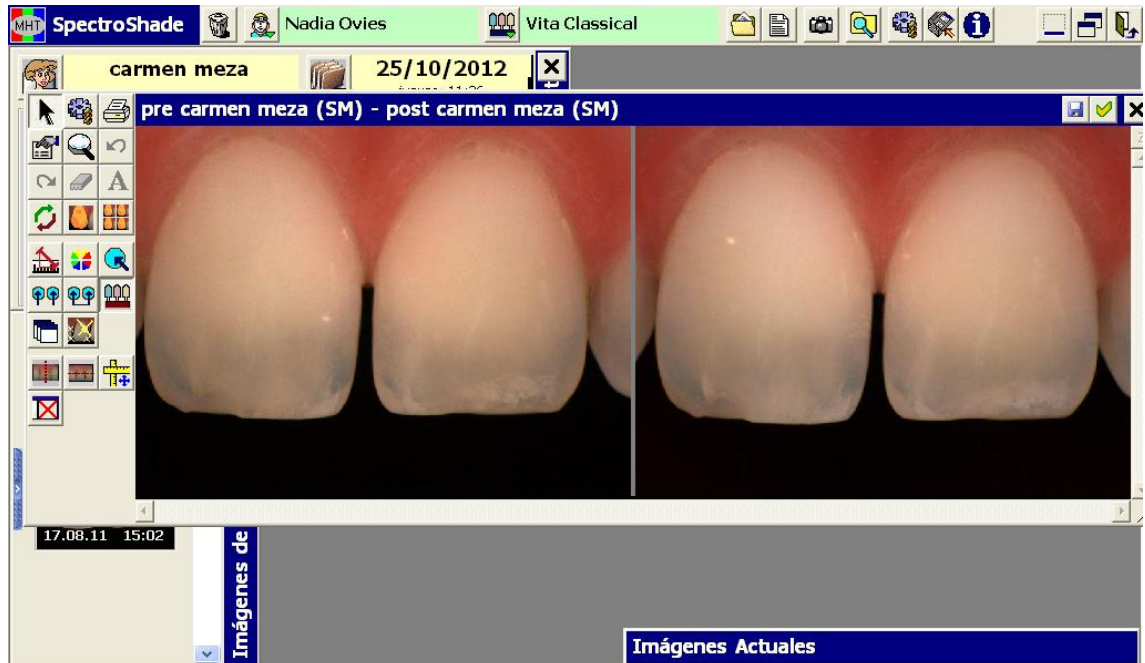 MHT SpectroShade Nadia Ovies Vita Classical
carmen meza 25/10/2012
pre carmen meza (SM) - post carmen meza (SM)
A
17.08.11 15:02
Imágenes de
Imágenes Actuales